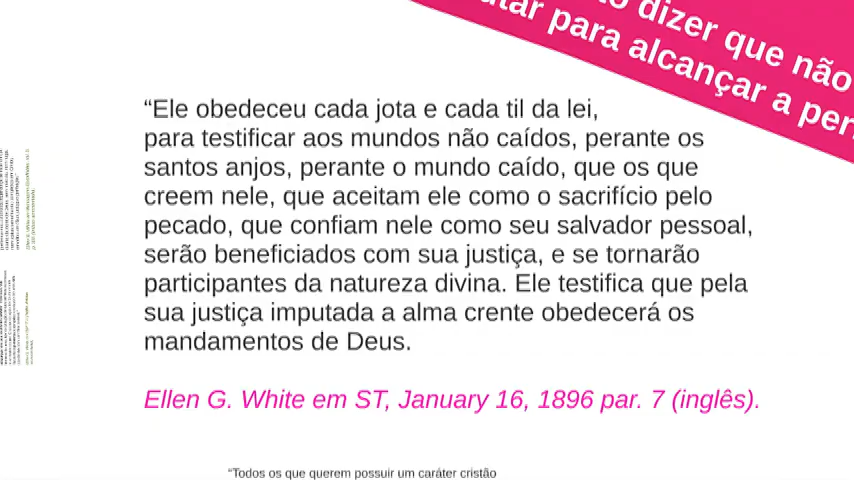 dizer que não
para alcançar a
“Ele obedeceu cada jota e cada til da lei,
para testificar aos mundos não caídos, perante os
santos anjos, perante o mundo caído, que os que
creem nele, que aceitam ele como o sacrifício pelo
pecado, que confiam nele como seu salvador pessoal,
serão beneficiados com sua justiça, e se tornarão
participantes da natureza divina. Ele testifica que pela
sua justiça imputada a alma crente obedecerá os
mandamentos de Deus.
Ellen G. White em ST, January 16, 1896 par. 7 (inglês).
“Todos os que querem possuir um caráter cristão